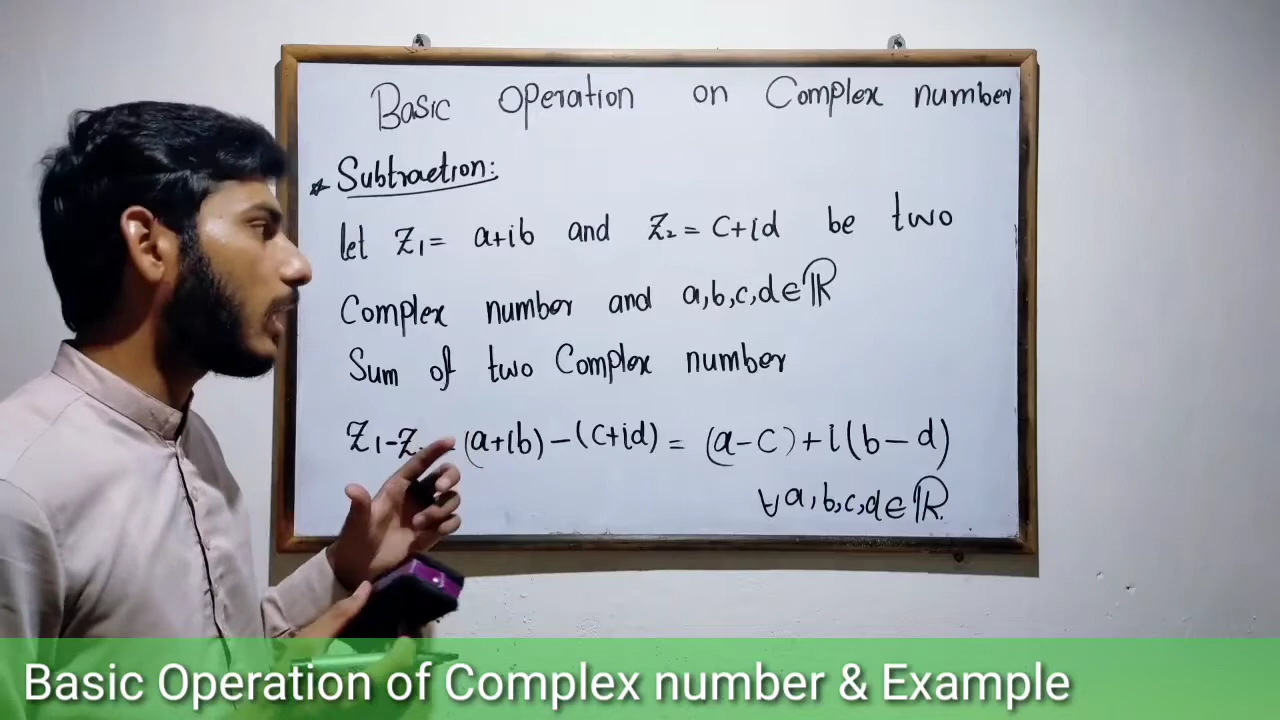 Basic Operation on Complex number
* Subtraction:
let Z₁= a+ib and Z₂= C+id be two
Complex number and a,b,c,d∈ℝ
Sum of two Complex number
Z₁-Z (a+ib)-(C+id)= (a-C)+i(b-d)
∀a,b,c,d∈ℝ.
Basic Operation of Complex number & Example